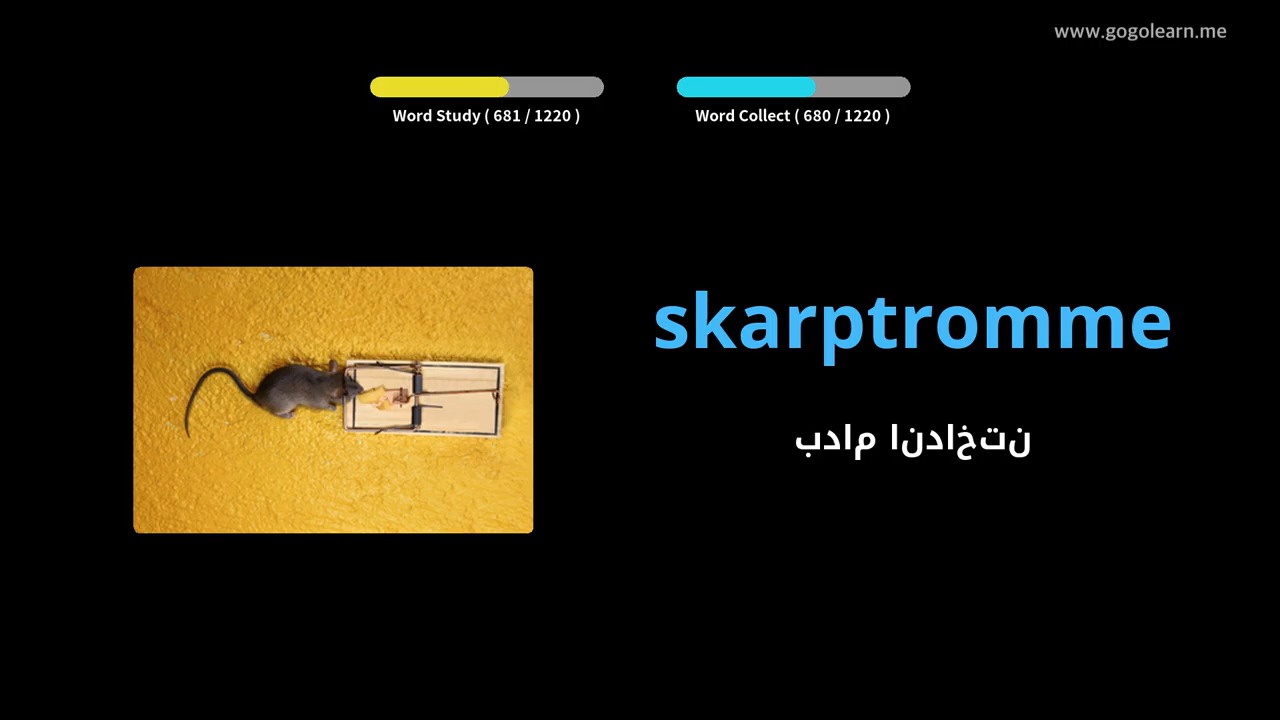 www.gogolearn.me
Word Study ( 681 / 1220 )
Word Collect ( 680 / 1220 )
skarptromme
بدام انداختن